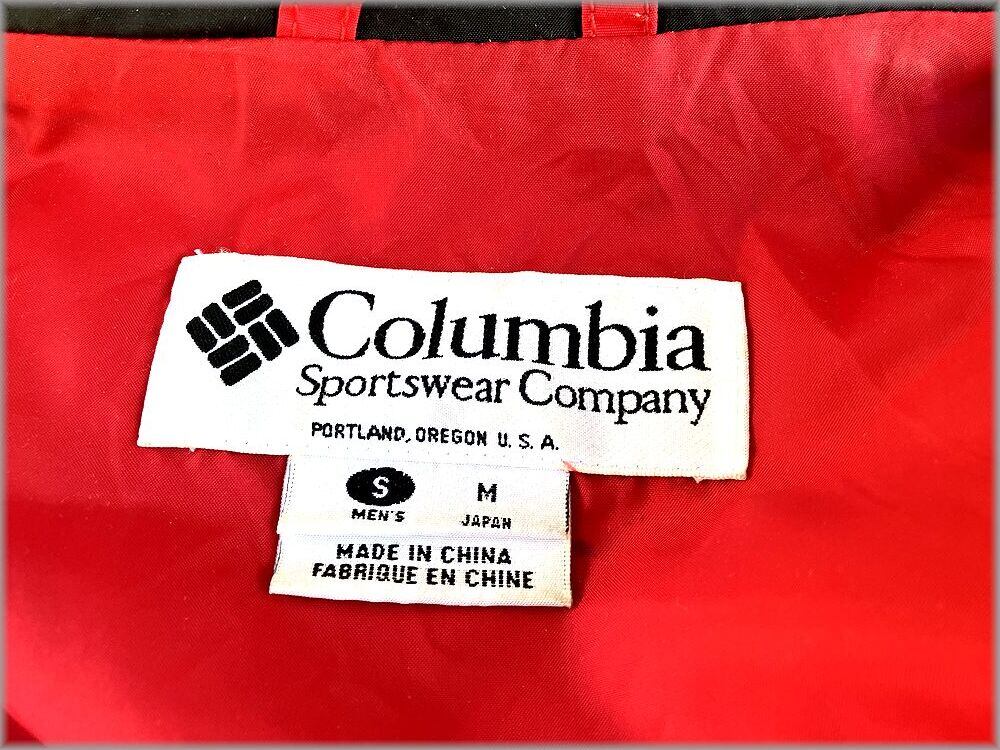 Columbia
Sportswear Company
PORTLAND, OREGON U.S.A.
S M
MEN'S JAPAN
MADE IN CHINA
FABRIQUE EN CHINE